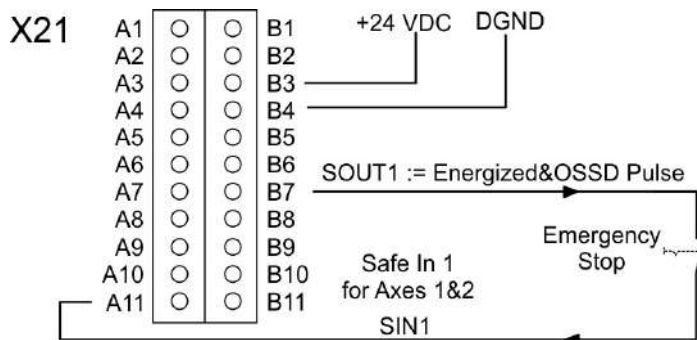 X21
A1 B1 +24 VDC DGND
A2 B2
A3 B3
A4 B4
A5 B5
A6 B6
A7 B7 SOUT1 := Energized&OSSD Pulse
A8 B8
A9 B9 Emergency
Stop
A10 B10 Safe In 1
A11 B11 for Axes 1&2
SIN1